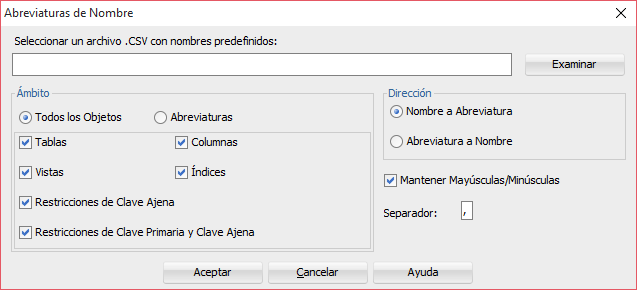 Abreviaturas de Nombre
Seleccionar un archivo .CSV con nombres predefinidos:
Examinar
Ámbito
Todos los Objetos
Abreviaturas
Tablas
Columnas
Vistas
Índices
Restricciones de Clave Ajena
Restricciones de Clave Primaria y Clave Ajena
Dirección
Nombre a Abreviatura
Abreviatura a Nombre
Mantener Mayúsculas/Minúsculas
Separador: ,
Aceptar
Cancelar
Ayuda